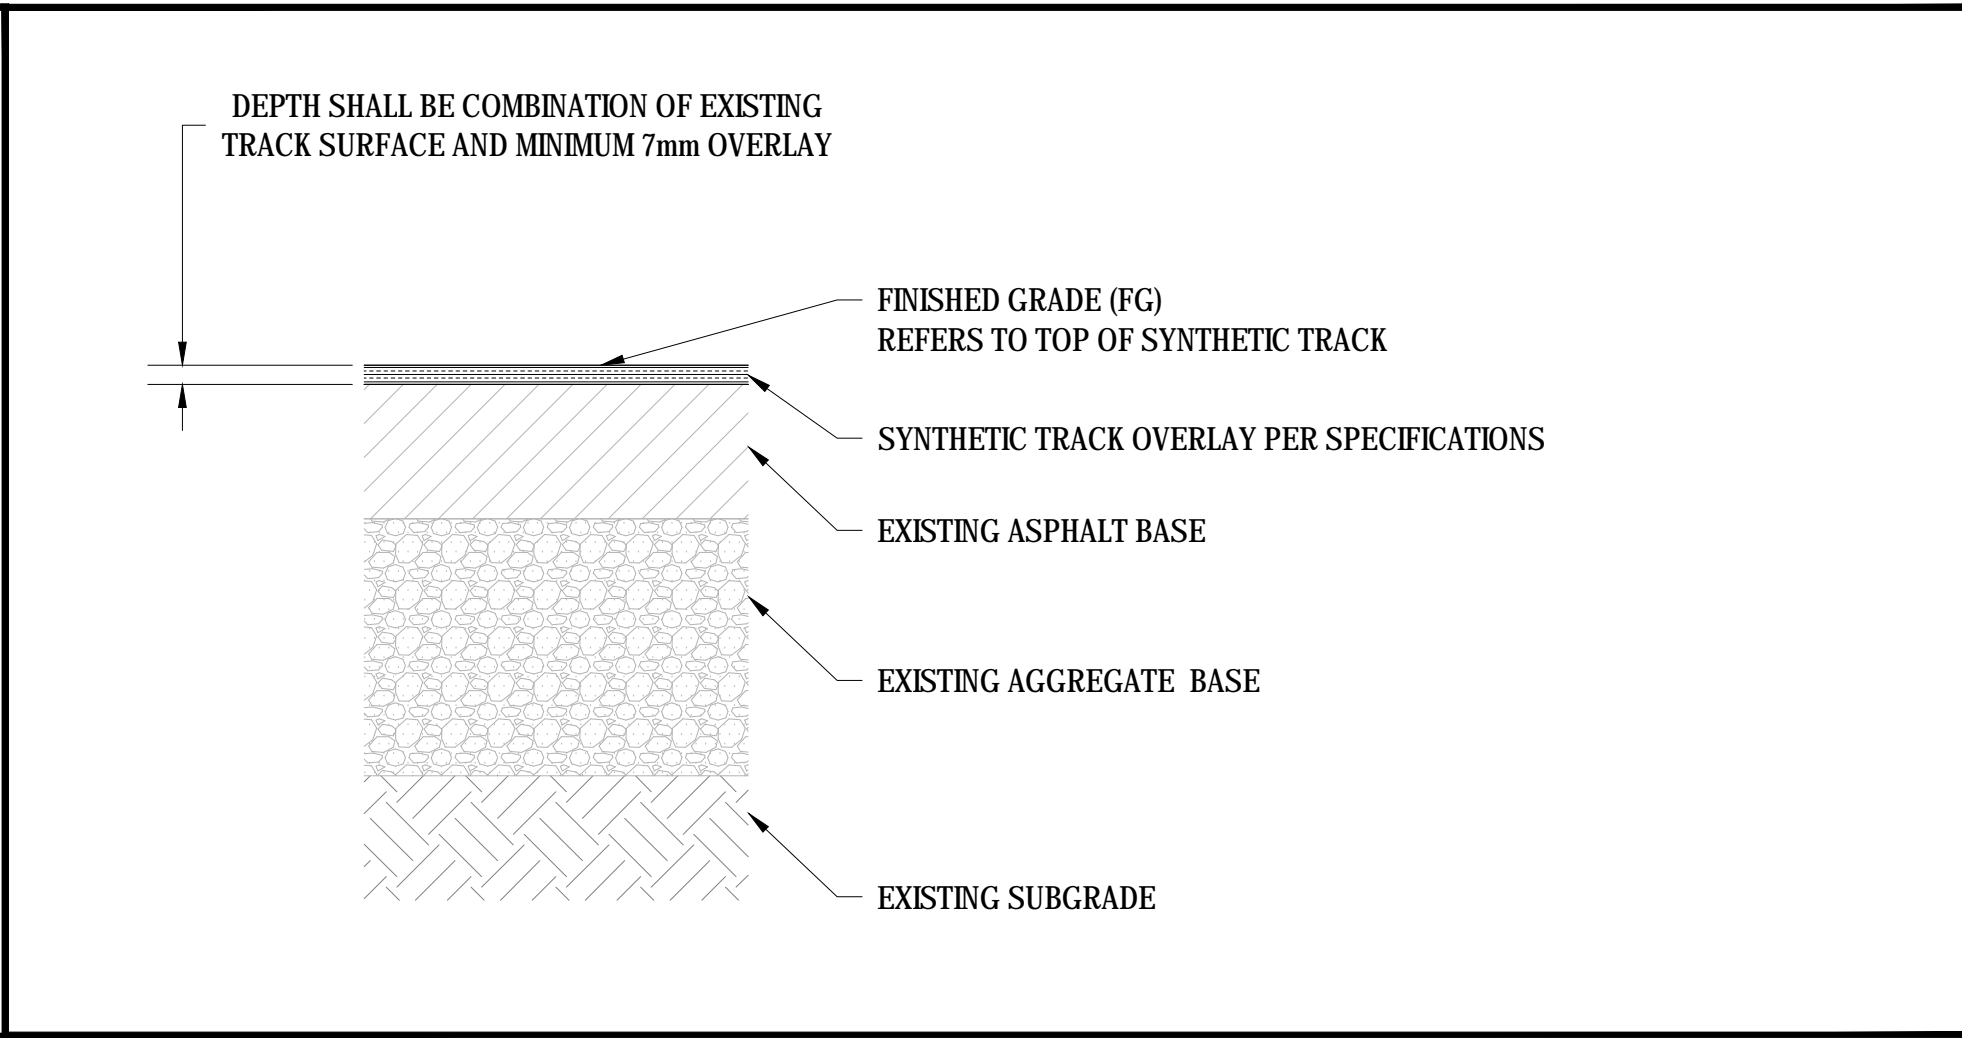 DEPTH SHALL BE COMBINATION OF EXISTING
TRACK SURFACE AND MINIMUM 7mm OVERLAY
FINISHED GRADE (FG)
REFERS TO TOP OF SYNTHETIC TRACK
SYNTHETIC TRACK OVERLAY PER SPECIFICATIONS
EXISTING ASPHALT BASE
EXISTING AGGREGATE BASE
EXISTING SUBGRADE